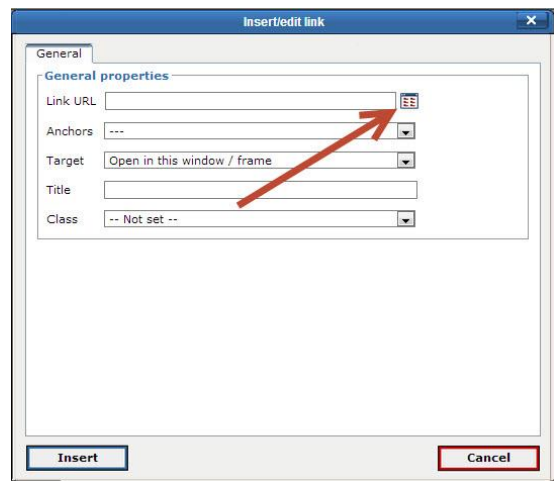 Insert/edit link
General
General properties
Link URL
Anchors ---
Target Open in this window / frame
Title
Class -- Not set --
Insert Cancel